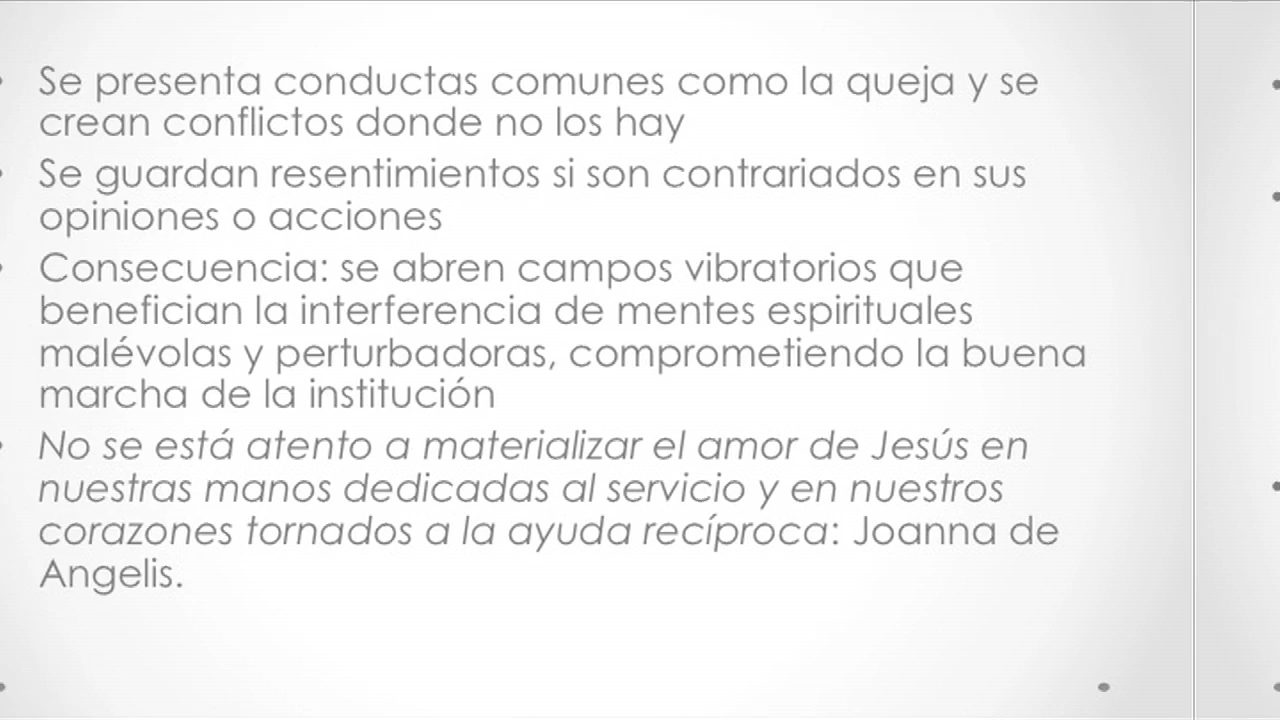 Se presenta conductas comunes como la queja y se
crean conflictos donde no los hay
Se guardan resentimientos si son contrariados en sus
opiniones o acciones
Consecuencia: se abren campos vibratorios que
benefician la interferencia de mentes espirituales
malévolas y perturbadoras, comprometiendo la buena
marcha de la institución
No se está atento a materializar el amor de Jesús en
nuestras manos dedicadas al servicio y en nuestros
corazones tornados a la ayuda recíproca: Joanna de
Angelis.